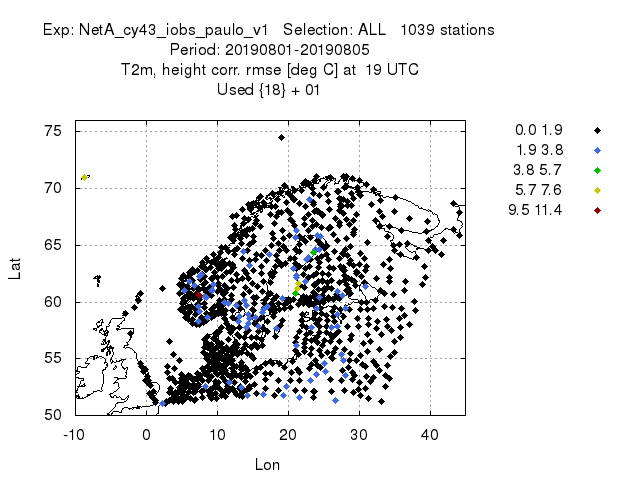 Exp: NetA_cy43_iobs_paulo_v1   Selection: ALL   1039 stations
Period: 20190801-20190805
T2m, height corr. rmse [deg C] at  19 UTC
Used {18} + 01
0.0 1.9
1.9 3.8
3.8 5.7
5.7 7.6
9.5 11.4
75
70
65
60
55
50
Lat
-10 0 10 20 30 40
Lon